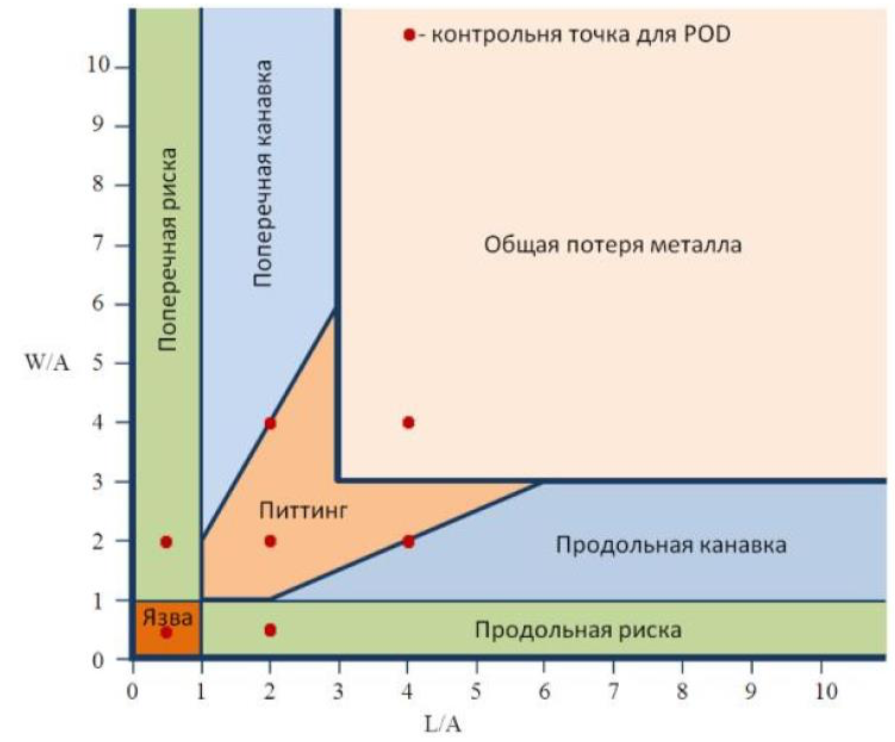 - контрольня точка для POD
10
9
8
7
6
5
4
3
2
1
0
W/A
Поперечная риска
Поперечная канавка
Общая потеря металла
Питтинг
Продольная канавка
Язва
Продольная риска
0 1 2 3 4 5 6 7 8 9 10
L/A